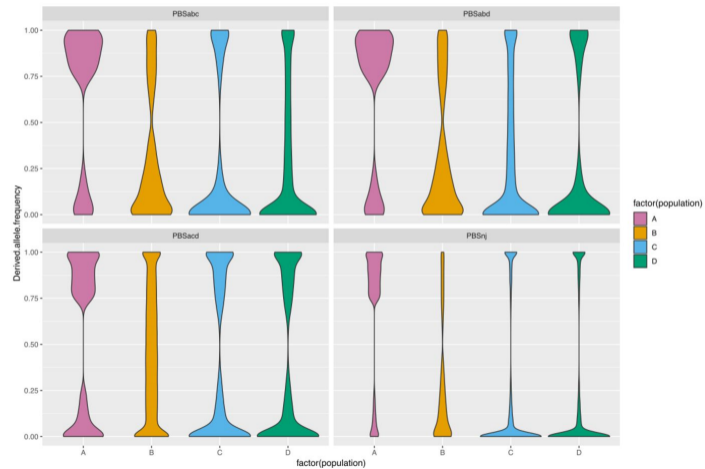 PBSabc
PBSabd
1.00
0.75
0.50
0.25
0.00
PBSacd
PBSnj
1.00
0.75
0.50
0.25
0.00
A B C D
A B C D
factor(population)
Derived.allele.frequency
factor(population)
A
B
C
D